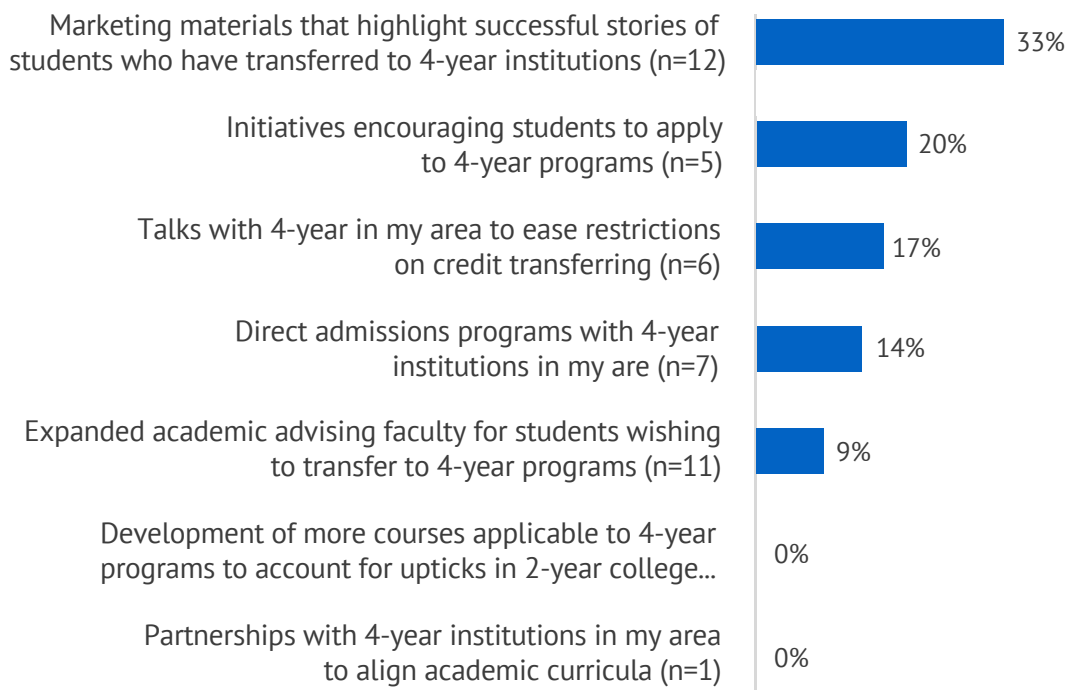 Marketing materials that highlight successful stories of
students who have transferred to 4-year institutions (n=12)
33%
Initiatives encouraging students to apply
to 4-year programs (n=5)
20%
Talks with 4-year in my area to ease restrictions
on credit transferring (n=6)
17%
Direct admissions programs with 4-year
institutions in my are (n=7)
14%
Expanded academic advising faculty for students wishing
to transfer to 4-year programs (n=11)
9%
Development of more courses applicable to 4-year
programs to account for upticks in 2-year college...
0%
Partnerships with 4-year institutions in my area
to align academic curricula (n=1)
0%